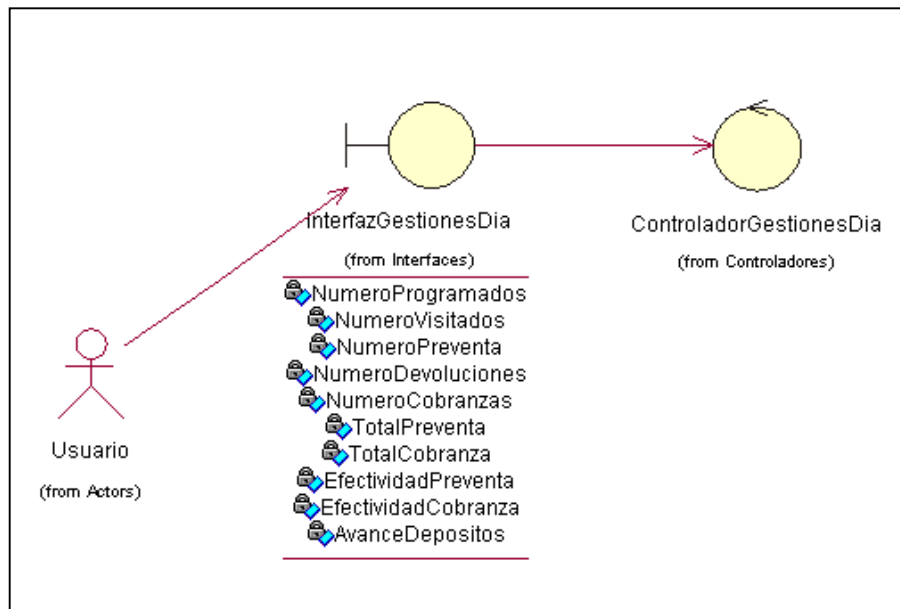 InterfazGestionesDia
(from Interfaces)
ControladorGestionesDia
(from Controladores)
NumeroProgramados
NumeroVisitados
NumeroPreventa
NumeroDevoluciones
NumeroCobranzas
TotalPreventa
TotalCobranza
EfectividadPreventa
EfectividadCobranza
AvanceDepositos
Usuario
(from Actors)